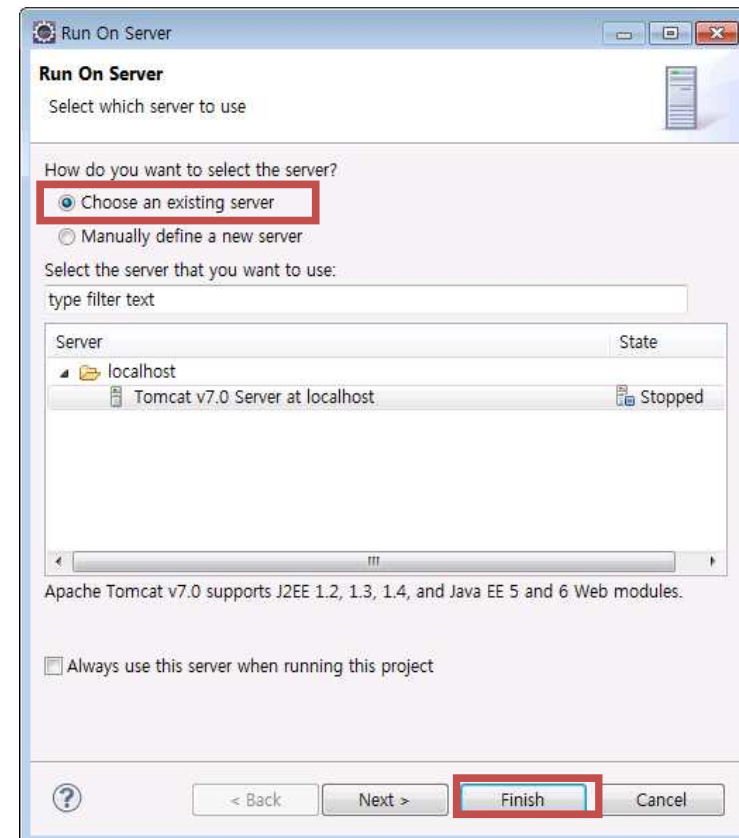 Run On Server
Run On Server
Select which server to use
How do you want to select the server?
Choose an existing server
Manually define a new server
Select the server that you want to use:
type filter text
Server State
localhost
Tomcat v7.0 Server at localhost Stopped
Apache Tomcat v7.0 supports J2EE 1.2, 1.3, 1.4, and Java EE 5 and 6 Web modules.
Always use this server when running this project
? < Back Next > Finish Cancel